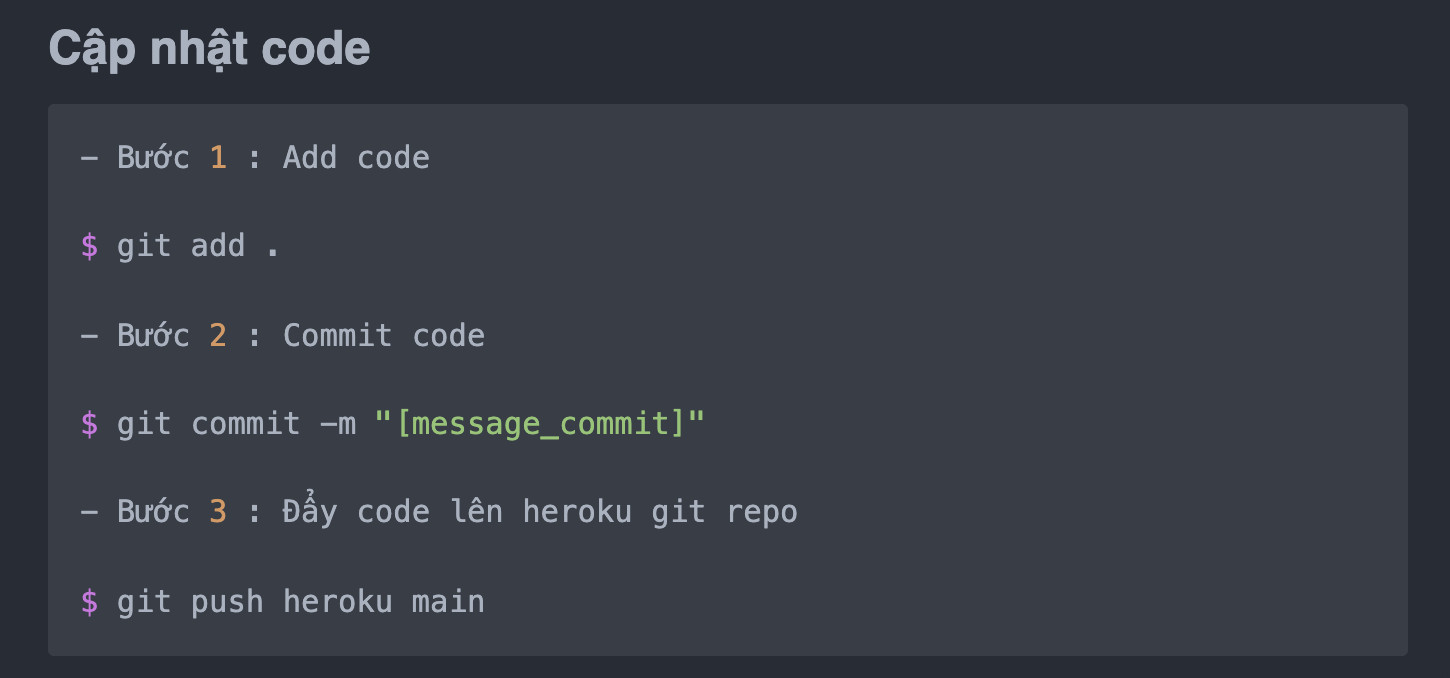 Cập nhật code
- Bước 1 : Add code
$ git add .
- Bước 2 : Commit code
$ git commit -m "[message_commit]"
- Bước 3 : Đẩy code lên heroku git repo
$ git push heroku main